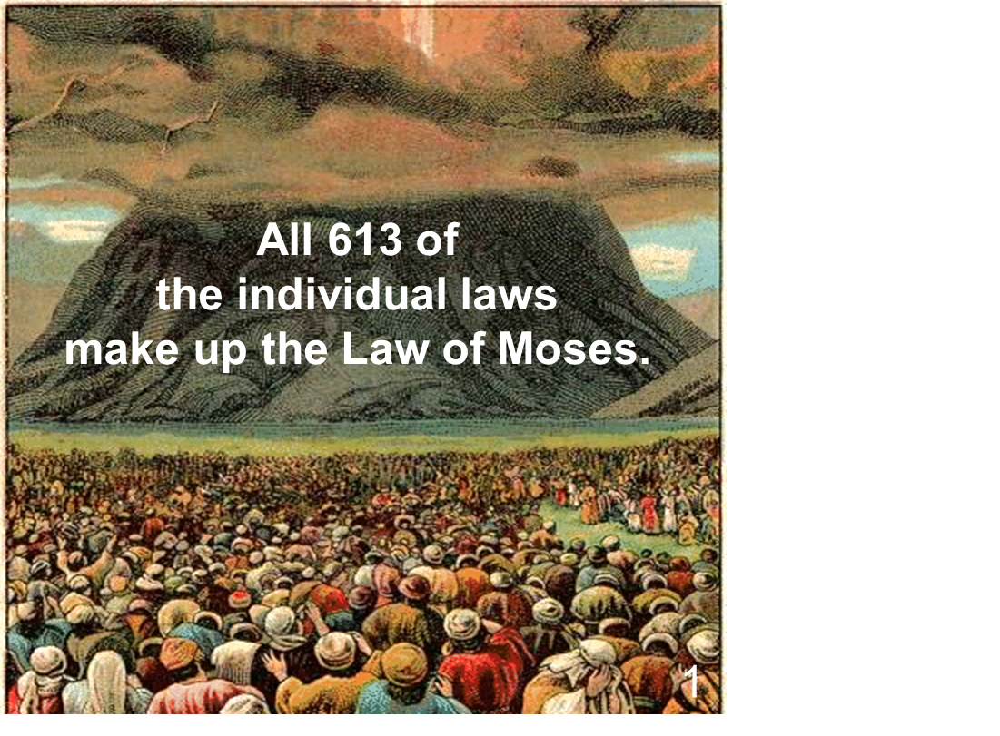 All 613 of
the individual laws
make up the Law of Moses.
1